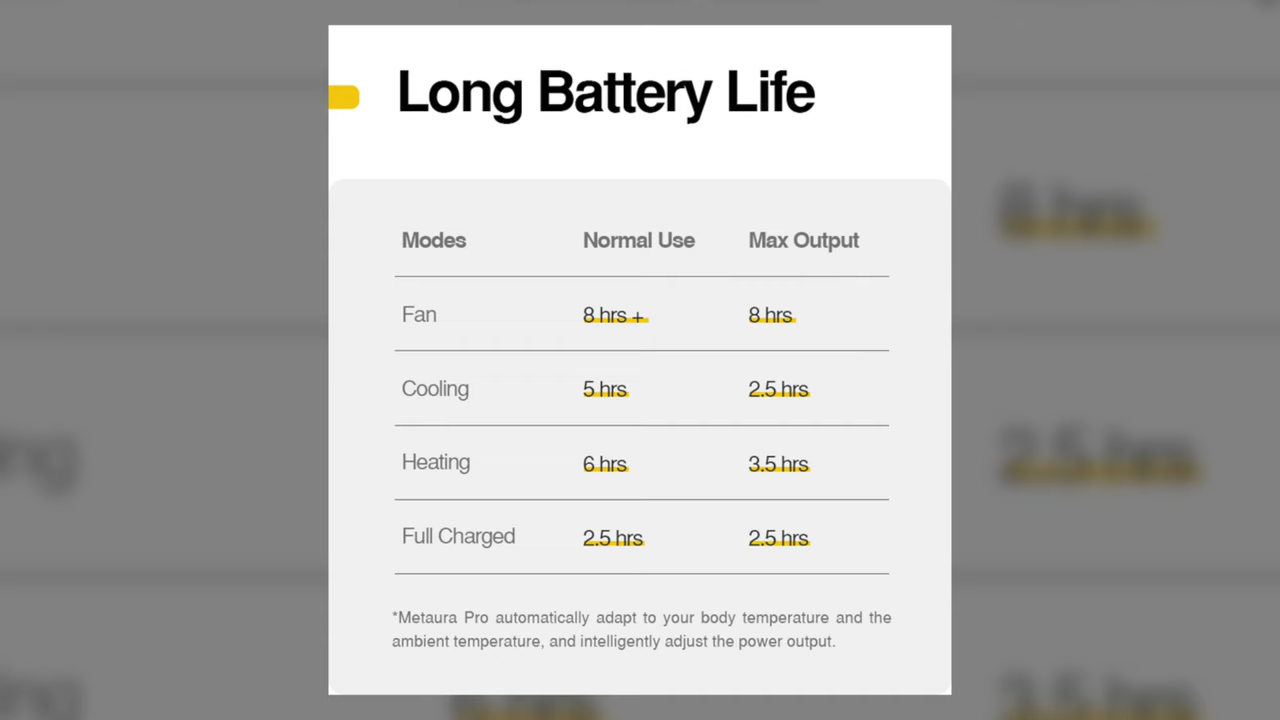 Long Battery Life
Modes Normal Use Max Output
Fan 8 hrs + 8 hrs
Cooling 5 hrs 2.5 hrs
Heating 6 hrs 3.5 hrs
Full Charged 2.5 hrs 2.5 hrs
*Metaura Pro automatically adapt to your body temperature and the
ambient temperature, and intelligently adjust the power output.